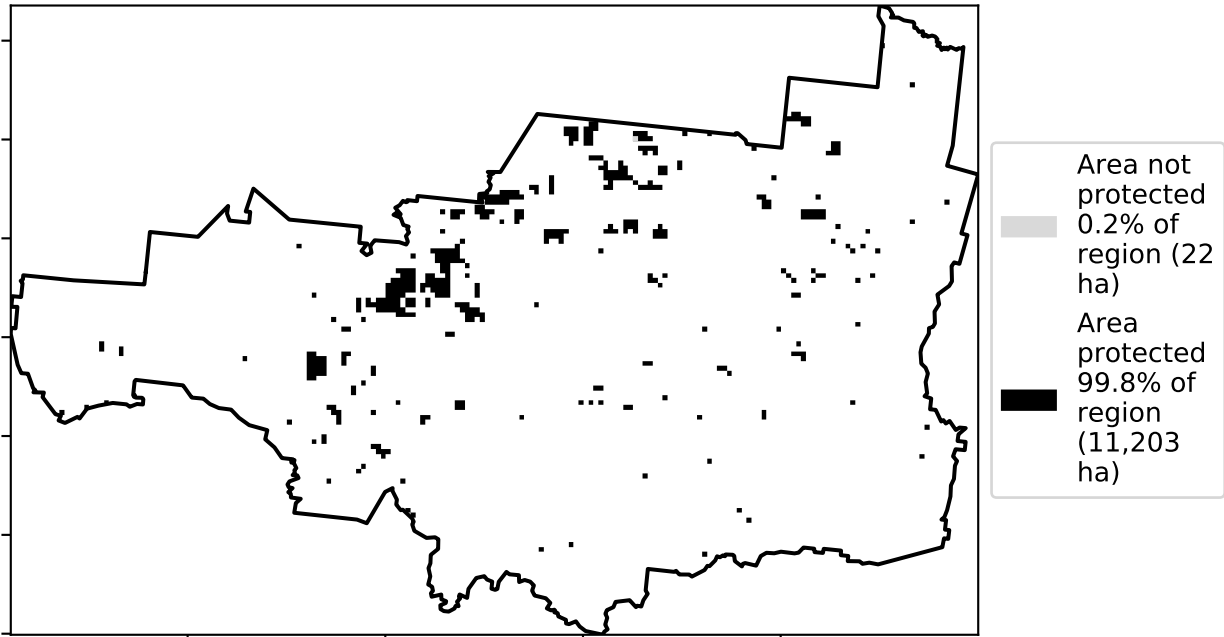 Area not
protected
0.2% of
region (22
ha)
Area
protected
99.8% of
region
(11,203
ha)